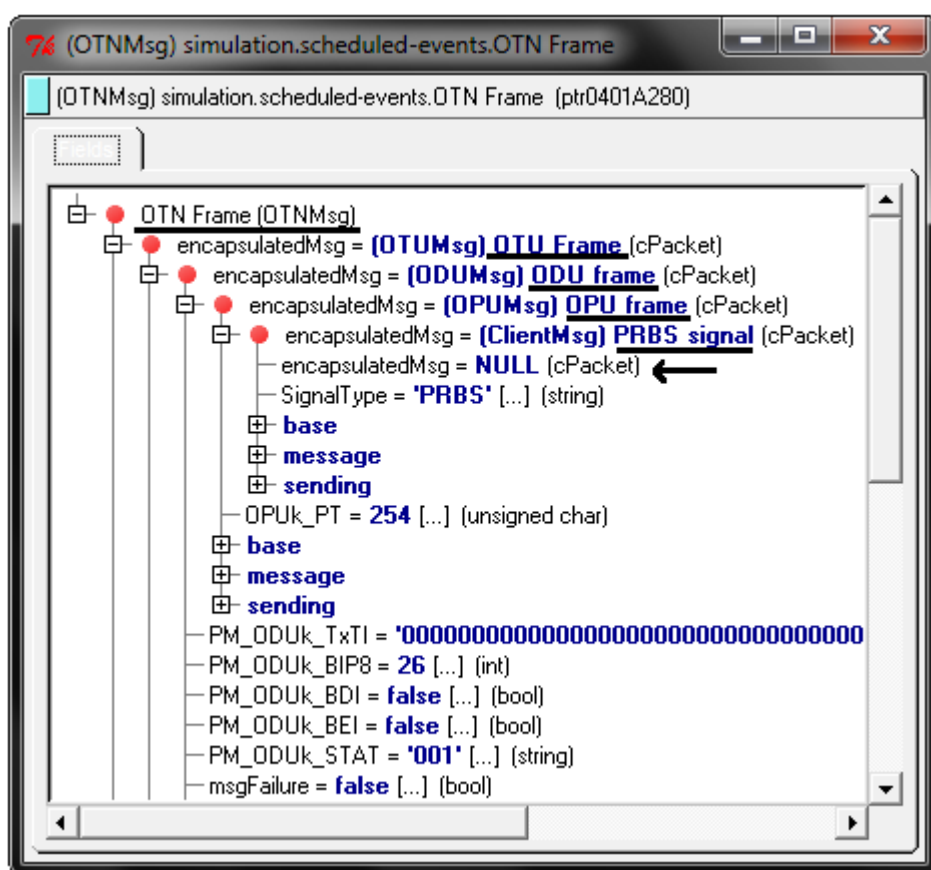 (OTNMsg) simulation.scheduled-events.OTN Frame
(OTNMsg) simulation.scheduled-events.OTN Frame (ptr0401A280)
Fields
OTN Frame (OTNMsg)
encapsulatedMsg = (OTUMsg) OTU Frame (cPacket)
encapsulatedMsg = (ODUMsg) ODU frame (cPacket)
encapsulatedMsg = (OPUMsg) OPU frame (cPacket)
encapsulatedMsg = (ClientMsg) PRBS signal (cPacket)
encapsulatedMsg = NULL (cPacket)
SignalType = 'PRBS' [...] (string)
base
message
sending
OPUk_PT = 254 [...] (unsigned char)
base
message
sending
PM_ODUk_TxTI = '00000000000000000000000000000000
PM_ODUk_BIP8 = 26 [...] (int)
PM_ODUk_BDI = false [...] (bool)
PM_ODUk_BEI = false [...] (bool)
PM_ODUk_STAT = '001' [...] (string)
msgFailure = false [...] (bool)